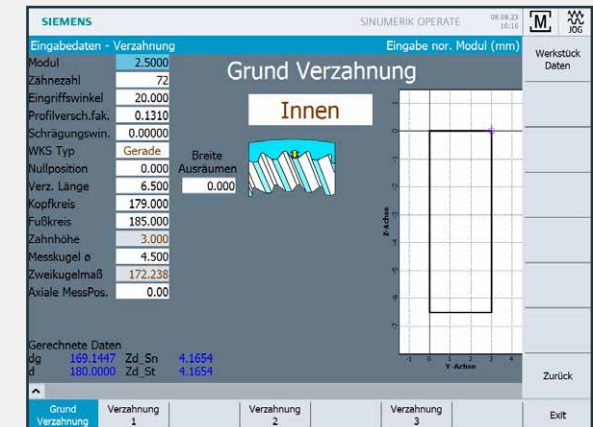 SIEMENS
SINUMERIK OPERATE
08.08.23
16:16
M
JOG
Eingabedaten - Verzahnung
Eingabe nor. Modul (mm)
Modul 2.5000
Zähnezahl 72
Eingriffswinkel 20.000
Profilversch.fak. 0.1310
Schrägungswin. 0.00000
WKS Typ Gerade
Nullposition 0.000
Verz. Länge 6.500
Kopfkreis 179.000
Fußkreis 185.000
Zahnhöhe 3.000
Messkugel ø 4.500
Zweikugelmaß 172.238
Axiale MessPos. 0.00
Grund Verzahnung
Innen
Breite
Ausräumen
0.000
Z-Achse
Y-Achse
Gerechnete Daten
dg 169.1447 Zd_Sn 4.1654
d 180.0000 Zd_St 4.1654
Werkstück
Daten
Zurück
Grund
Verzahnung
Verzahnung
1
Verzahnung
2
Verzahnung
3
Exit